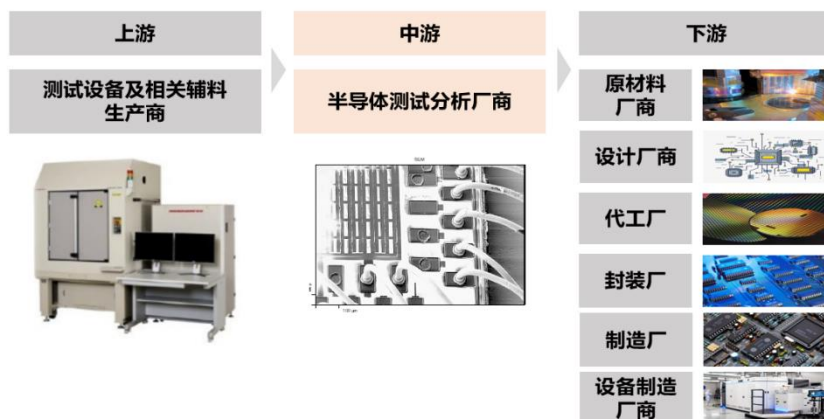 上游
中游
下游
测试设备及相关辅料
生产商
半导体测试分析厂商
原材料
厂商
设计厂商
代工厂
封装厂
制造厂
设备制造
厂商